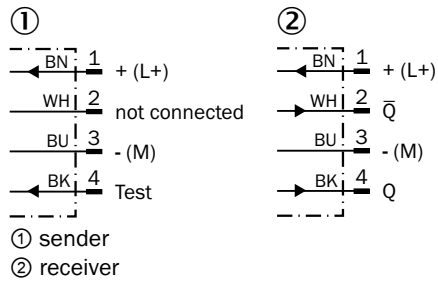 ① ②
BN 1 + (L+)
WH 2 not connected
BU 3 - (M)
BK 4 Test
BN 1 + (L+)
WH 2 Q̅
BU 3 - (M)
BK 4 Q
① sender
② receiver